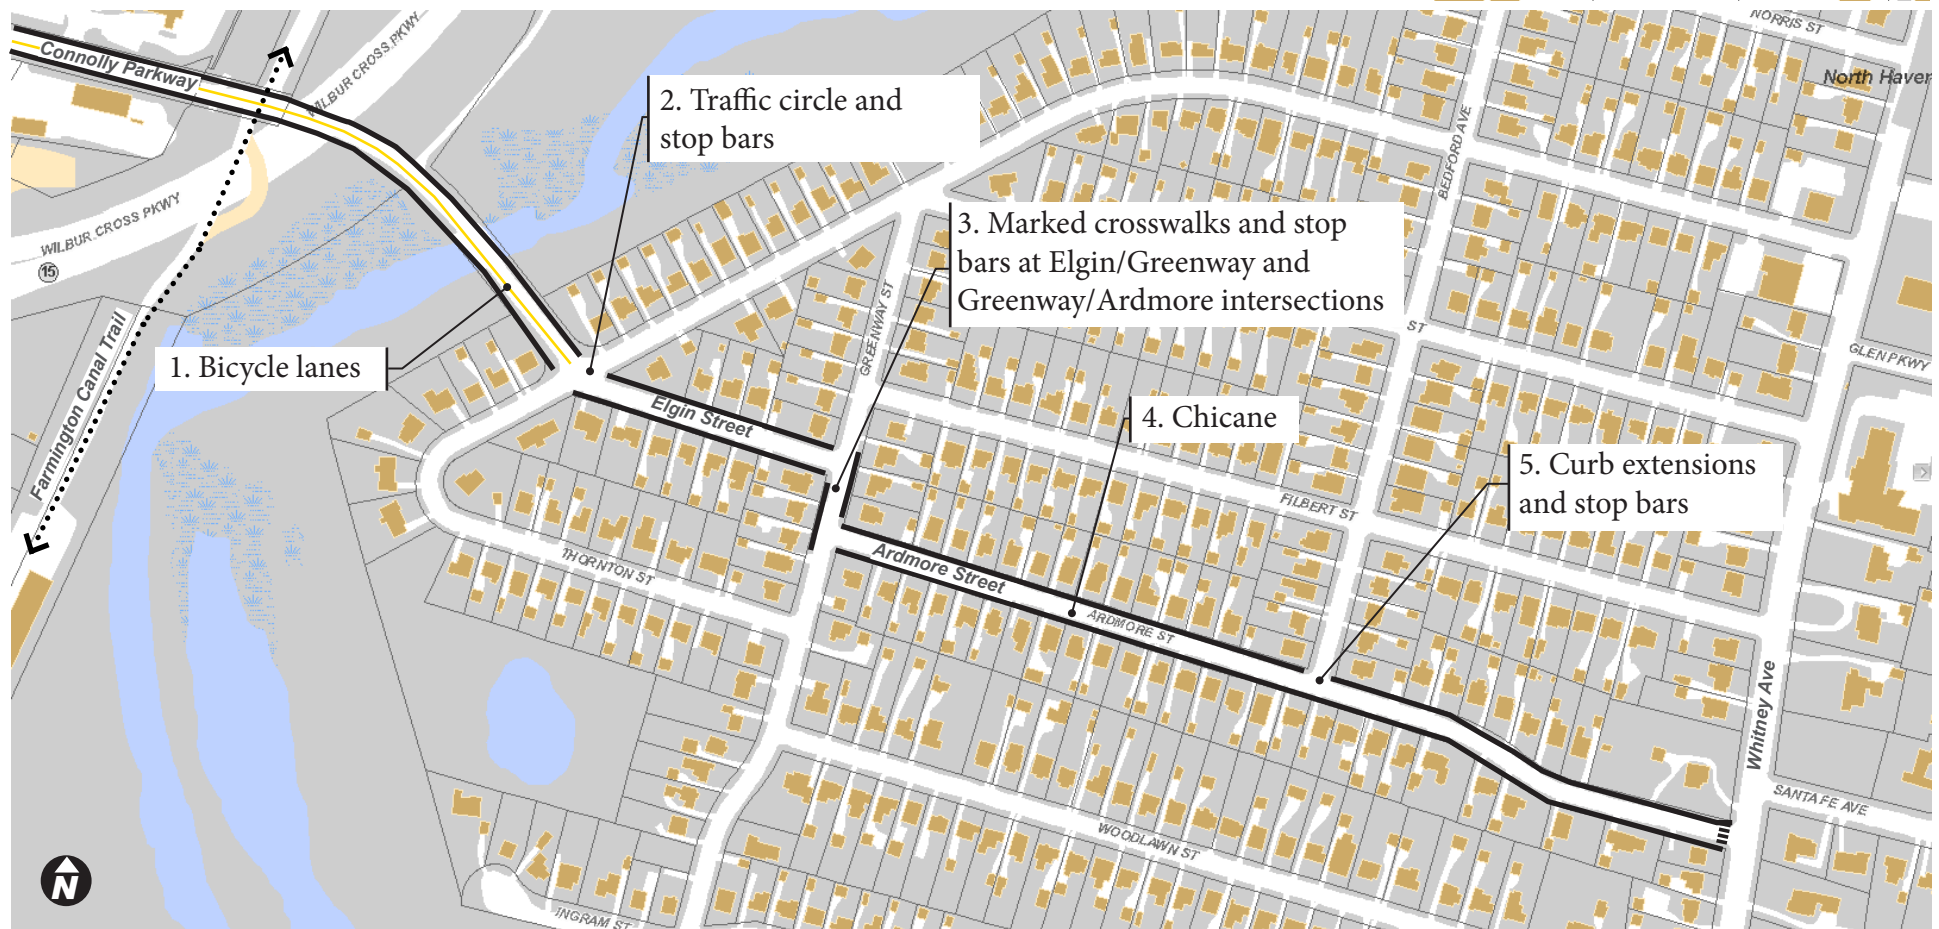 NORRIS ST
North Haven
Connolly Parkway
WILBUR CROSS PKWY
2. Traffic circle and
stop bars
BEDFORD AVE
WILBUR CROSS PKWY
15
3. Marked crosswalks and stop
bars at Elgin/Greenway and
Greenway/Ardmore intersections
GREENWAY ST
ST
GLEN PKWY
1. Bicycle lanes
Farmington Canal Trail
Elgin Street
4. Chicane
5. Curb extensions
and stop bars
FILBERT ST
THORNTON ST
Ardmore Street
ARDMORE ST
Whitney Ave
SANTA FE AVE
WOODLAWN ST
N
INGRAM ST